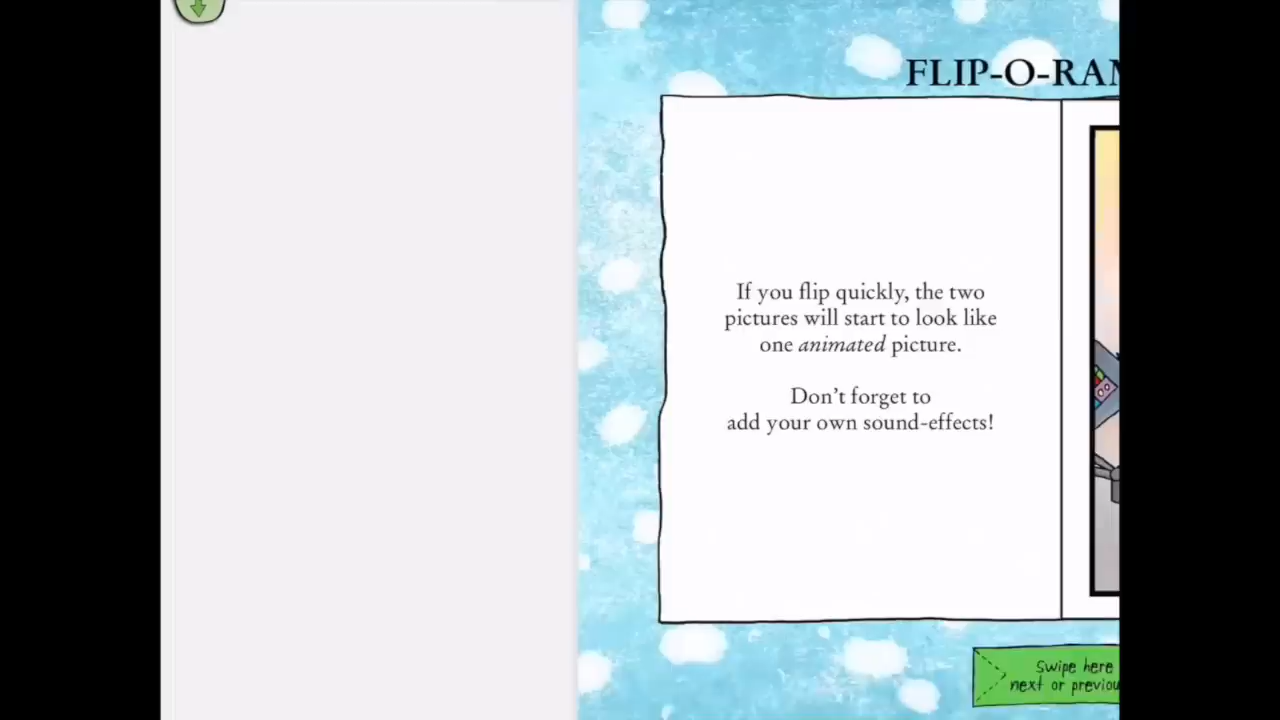 FLIP-O-RAM
If you flip quickly, the two
pictures will start to look like
one animated picture.
Don't forget to
add your own sound-effects!
Swipe here
next or previou